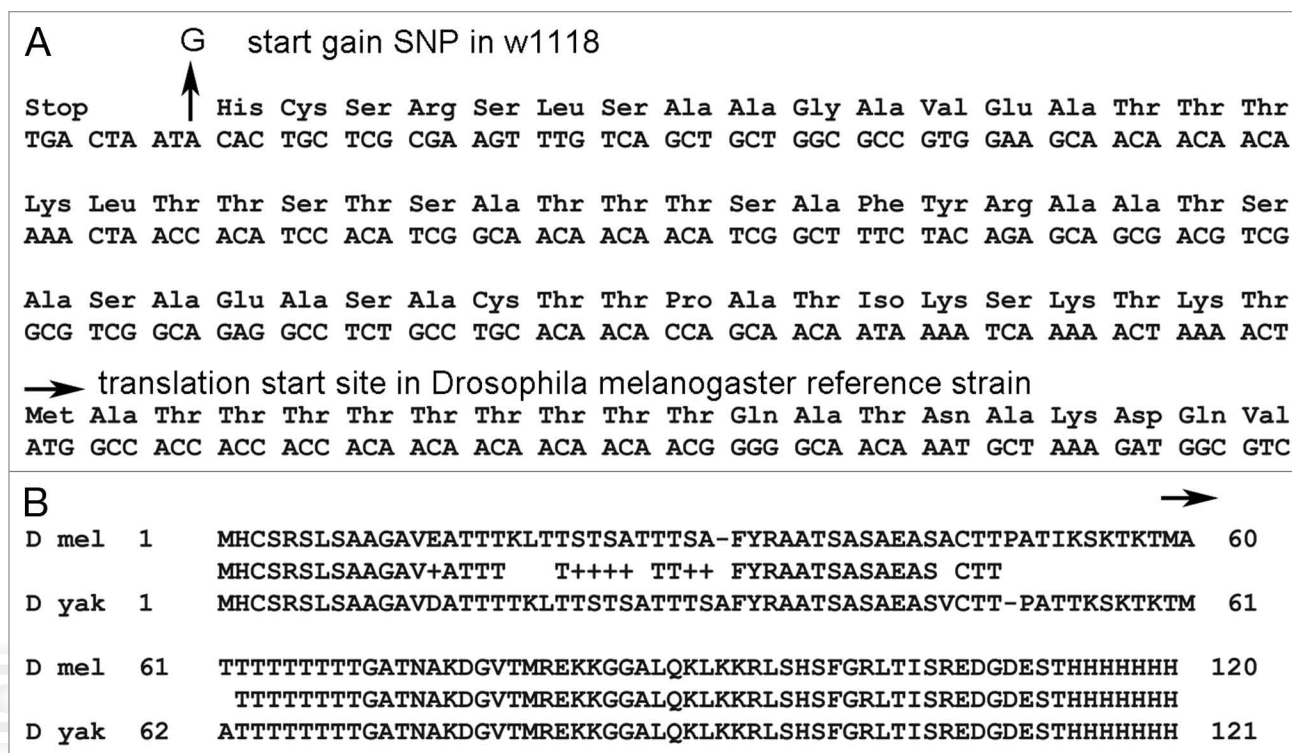 A G start gain SNP in w1118
Stop His Cys Ser Arg Ser Leu Ser Ala Ala Gly Ala Val Glu Ala Thr Thr Thr
TGA CTA ATA CAC TGC TCG CGA AGT TTG TCA GCT GCT GGC GCC GTG GAA GCA ACA ACA ACA
Lys Leu Thr Thr Ser Thr Ser Ala Thr Thr Thr Ser Ala Phe Tyr Arg Ala Ala Thr Ser
AAA CTA ACC ACA TCC ACA TCG GCA ACA ACA ACA TCG GCT TTC TAC AGA GCA GCG ACG TCG
Ala Ser Ala Glu Ala Ser Ala Cys Thr Thr Pro Ala Thr Iso Lys Ser Lys Thr Lys Thr
GCG TCG GCA GAG GCC TCT GCC TGC ACA ACA CCA GCA ACA ATA AAA TCA AAA ACT AAA ACT
translation start site in Drosophila melanogaster reference strain
Met Ala Thr Thr Thr Thr Thr Thr Thr Thr Thr Gln Ala Thr Asn Ala Lys Asp Gln Val
ATG GCC ACC ACC ACC ACA ACA ACA ACA ACA ACG GGG GCA ACA AAT GCT AAA GAT GGC GTC
B
D mel 1 MHCSRSLSAAGAVEATTTKLTTSTSATTTSA-FYRAATSASAEASACTTPATIKSKTKTMA 60
MHCSRSLSAAGAV+ATTT T++++ TT++ FYRAATSASAEAS CTT
D yak 1 MHCSRSLSAAGAVDATTTTKLTTSTSATTTSAFYRAATSASAEASVCTT-PATTKSKTKTM 61
D mel 61 TTTTTTTTTGATNAKDGVTMREKKGGALQKLKKRLSHSFGRLTISREDGDESTHHHHHHH 120
TTTTTTTTGATNAKDGVTMREKKGGALQKLKKRLSHSFGRLTISREDGDESTHHHHHHH
D yak 62 ATTTTTTTTGATNAKDGVTMREKKGGALQKLKKRLSHSFGRLTISREDGDESTHHHHHHH 121